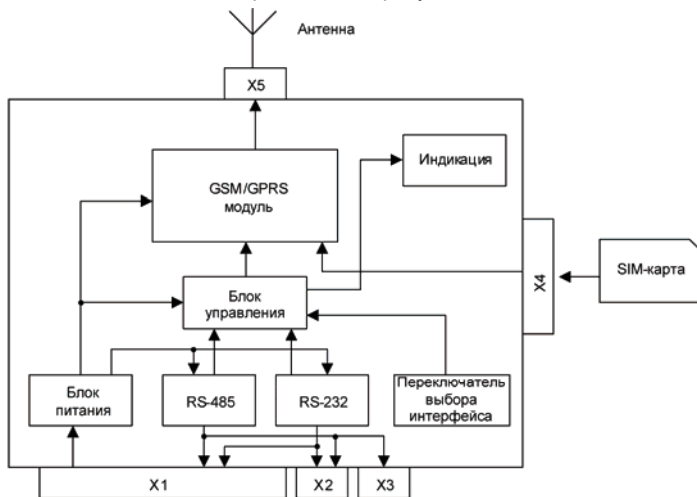 Антенна
X5
GSM/GPRS
модуль
Индикация
X4
SIM-карта
Блок
управления
Блок
питания
RS-485
RS-232
Переключатель
выбора
интерфейса
X1
X2
X3